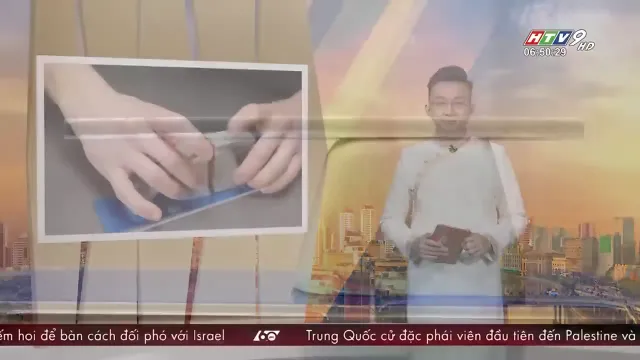 HTV9 HD
06:50:29
ếm hoi để bàn cách đối phó với Israel 60 Trung Quốc cử đặc phái viên đầu tiên đến Palestine và